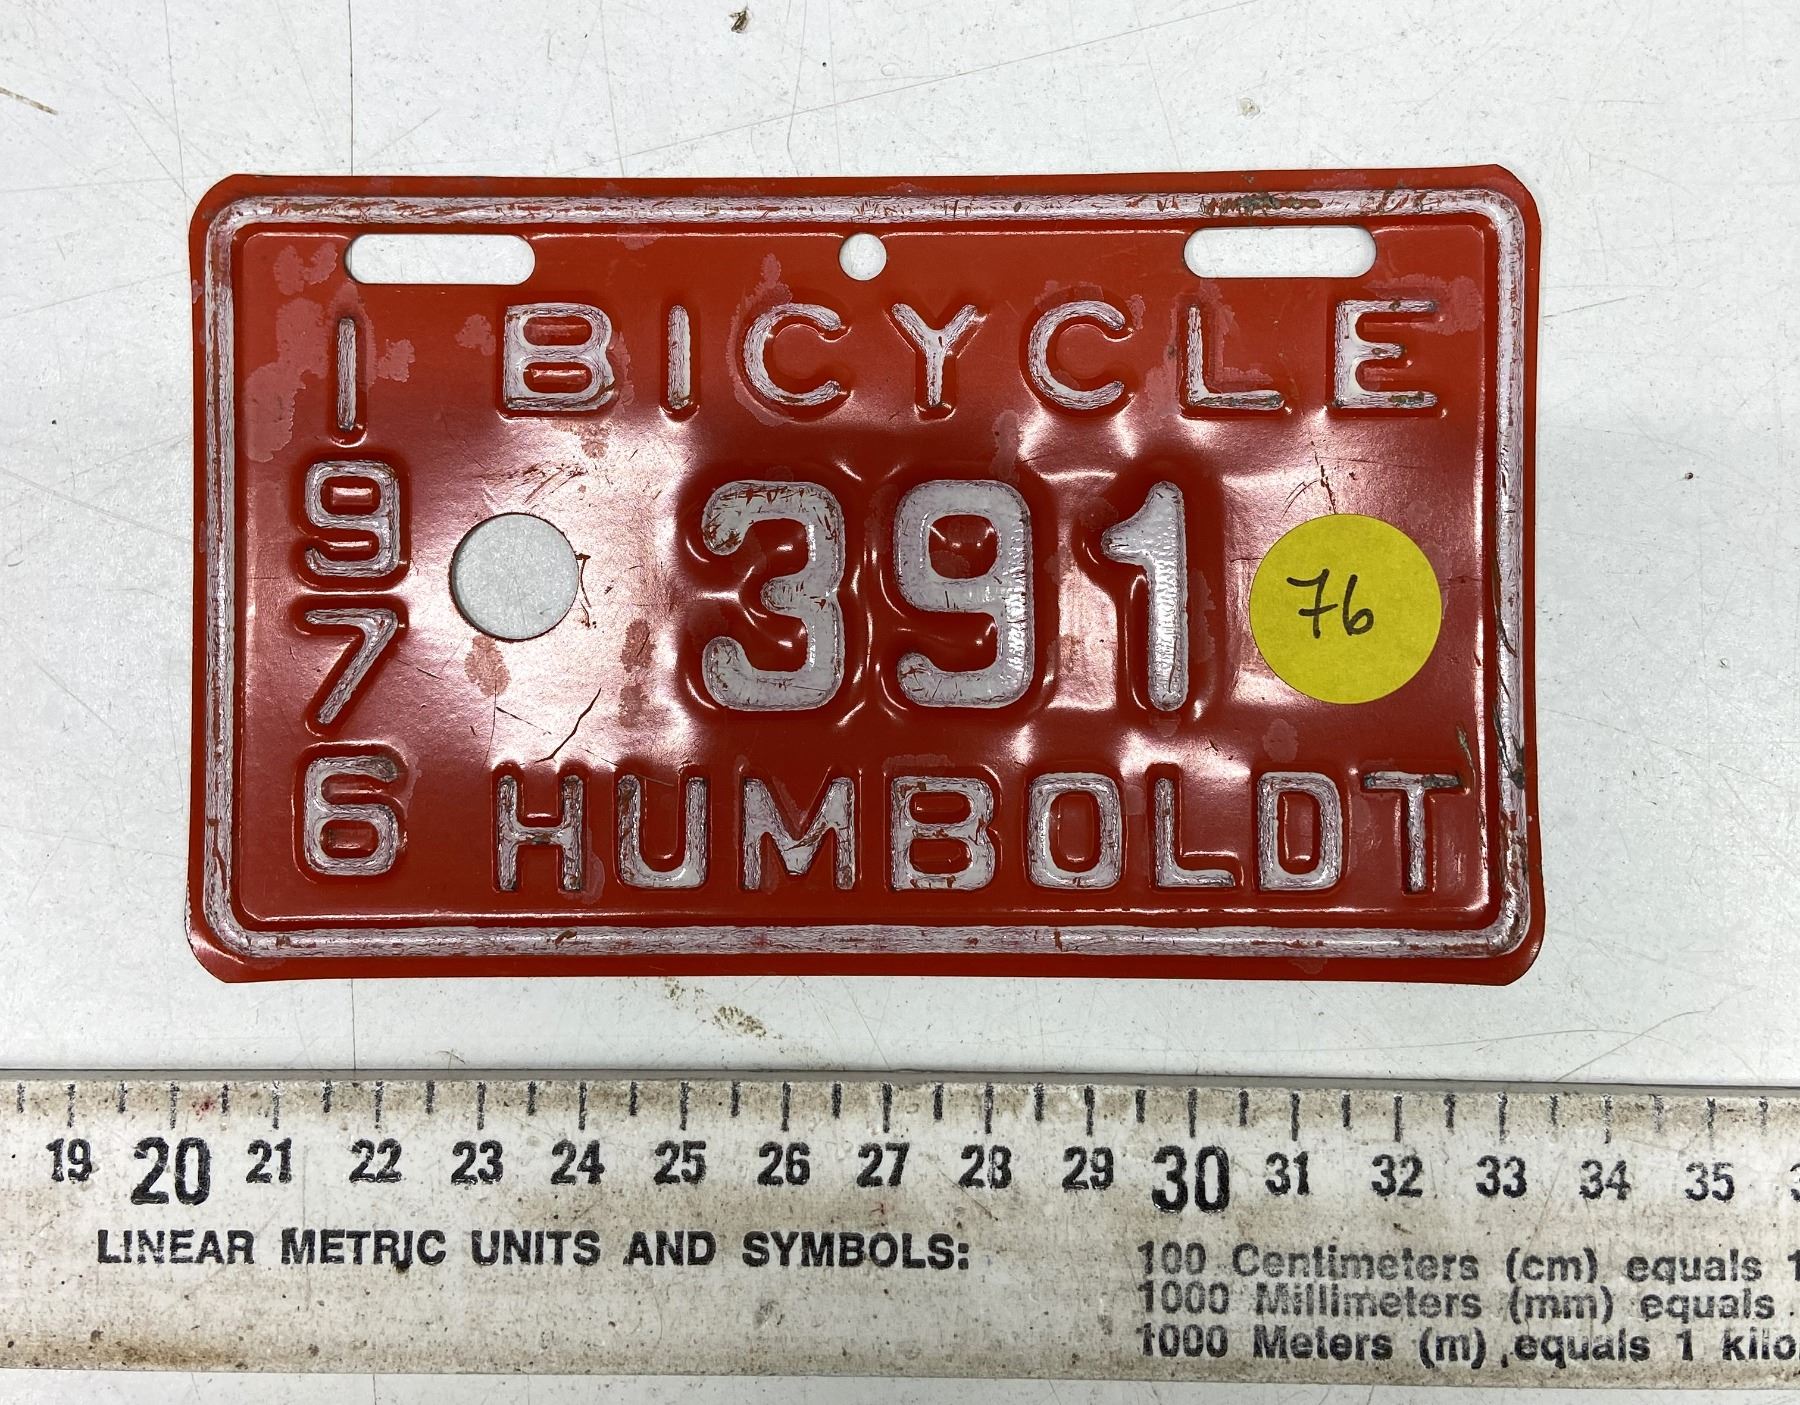 BICYCLE
1976
391
76
HUMBOLDT
19 20 21 22 23 24 25 26 27 28 29 30 31 32 33 34 35
LINEAR METRIC UNITS AND SYMBOLS:
100 Centimeters (cm) equals 1
1000 Millimeters (mm) equals
1000 Meters (m) equals 1 kilo